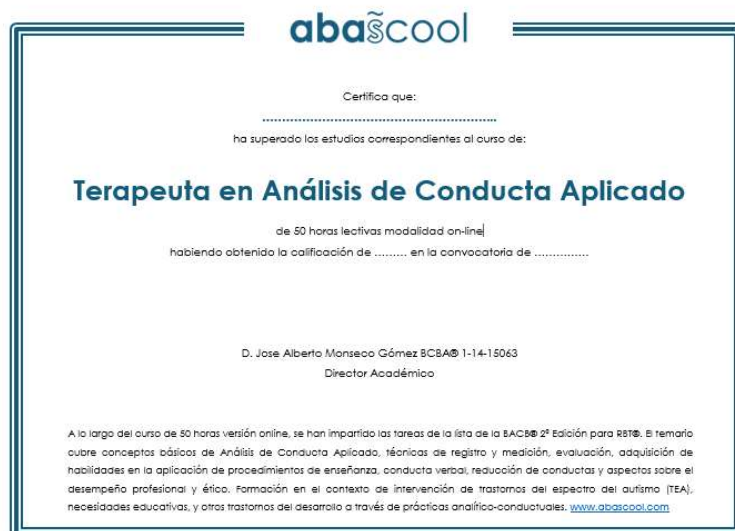 abas̃cool
Certifica que:
............................................................
ha superado los estudios correspondientes al curso de:
Terapeuta en Análisis de Conducta Aplicado
de 50 horas lectivas modalidad on-line
habiendo obtenido la calificación de ......... en la convocatoria de ...............
D. Jose Alberto Monseco Gómez BCBA® 1-14-15063
Director Académico
A lo largo del curso de 50 horas versión online, se han impartido las tareas de la lista de la BACB® 2ª Edición para RBT®. El temario
cubre conceptos básicos de Análisis de Conducta Aplicado, técnicas de registro y medición, evaluación, adquisición de
habilidades en la aplicación de procedimientos de enseñanza, conducta verbal, reducción de conductas y aspectos sobre el
desempeño profesional y ético. Formación en el contexto de intervención de trastornos del espectro del autismo (TEA),
necesidades educativas, y otros trastornos del desarrollo a través de prácticas analítico-conductuales. www.abascool.com